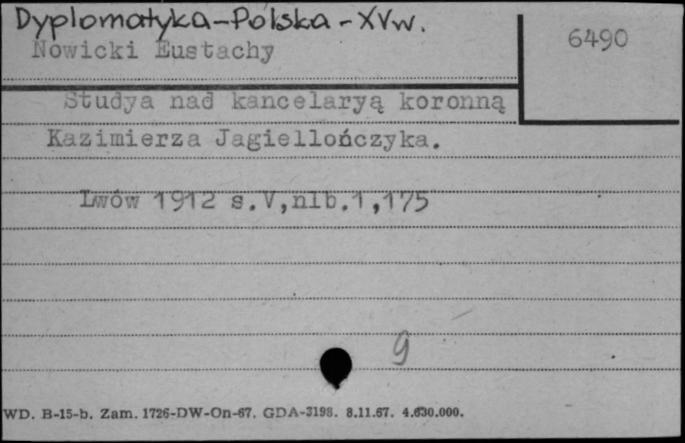 Dyplomatyka-Polska-XVw.
Nowicki Eustachy
6490
Studya nad kancelaryą koronną
Kazimierza Jagiellończyka.
Lwów 1912 s.V,nlb.1,175
9
WD. B-15-b. Zam. 1726-DW-On-67. GDA-3198. 8.11.67. 4.630.000.